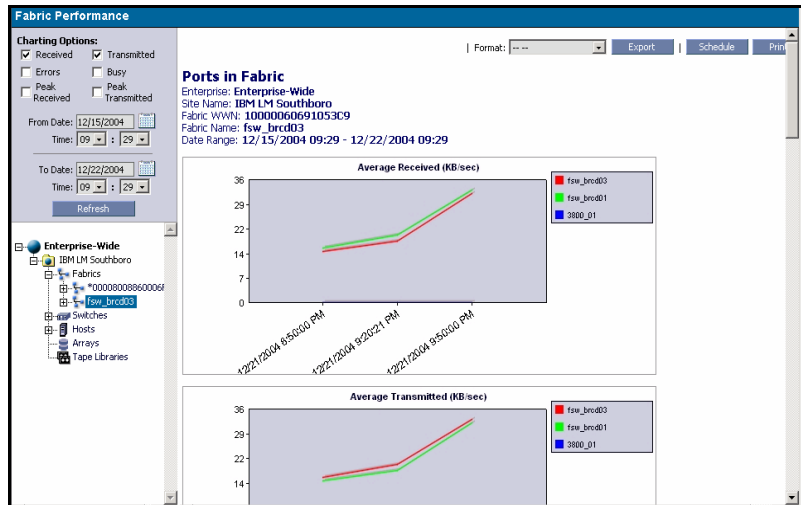 Fabric Performance
Charting Options:
Received Transmitted
Errors Busy
Peak Received Peak Transmitted
From Date: 12/15/2004
Time: 09 : 29
To Date: 12/22/2004
Time: 09 : 29
Refresh
Enterprise-Wide
IBM LM Southboro
Fabrics
fsw_brcd03
Switches
Hosts
Arrays
Tape Libraries
| Format: -- -- Export | Schedule Print
Ports in Fabric
Enterprise: Enterprise-Wide
Site Name: IBM LM Southboro
Fabric WWN: 10000060691053C9
Fabric Name: fsw_brcd03
Date Range: 12/15/2004 09:29 - 12/22/2004 09:29
Average Received (KB/sec)
36
29
22
14
7
0
12/21/2004 8:50:00 PM
12/21/2004 9:20:21 PM
12/21/2004 9:50:00 PM
fsw_brcd03
fsw_brcd01
3800_01
Average Transmitted (KB/sec)
36
29
22
14
fsw_brcd03
fsw_brcd01
3800_01